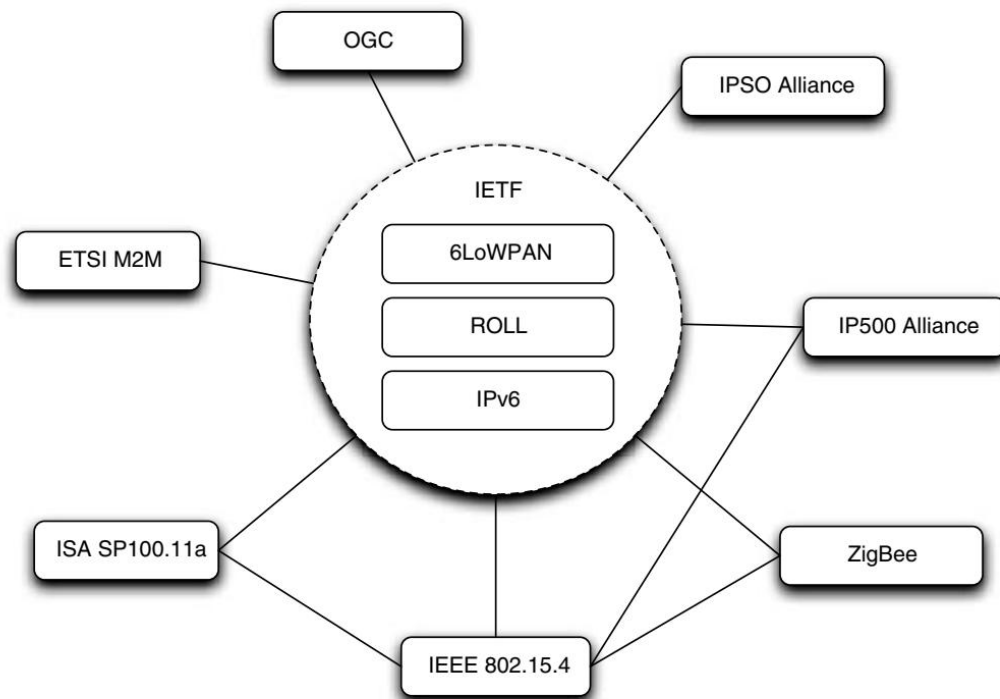 OGC
IPSO Alliance
IETF
6LoWPAN
ETSI M2M
ROLL
IP500 Alliance
IPv6
ISA SP100.11a
ZigBee
IEEE 802.15.4